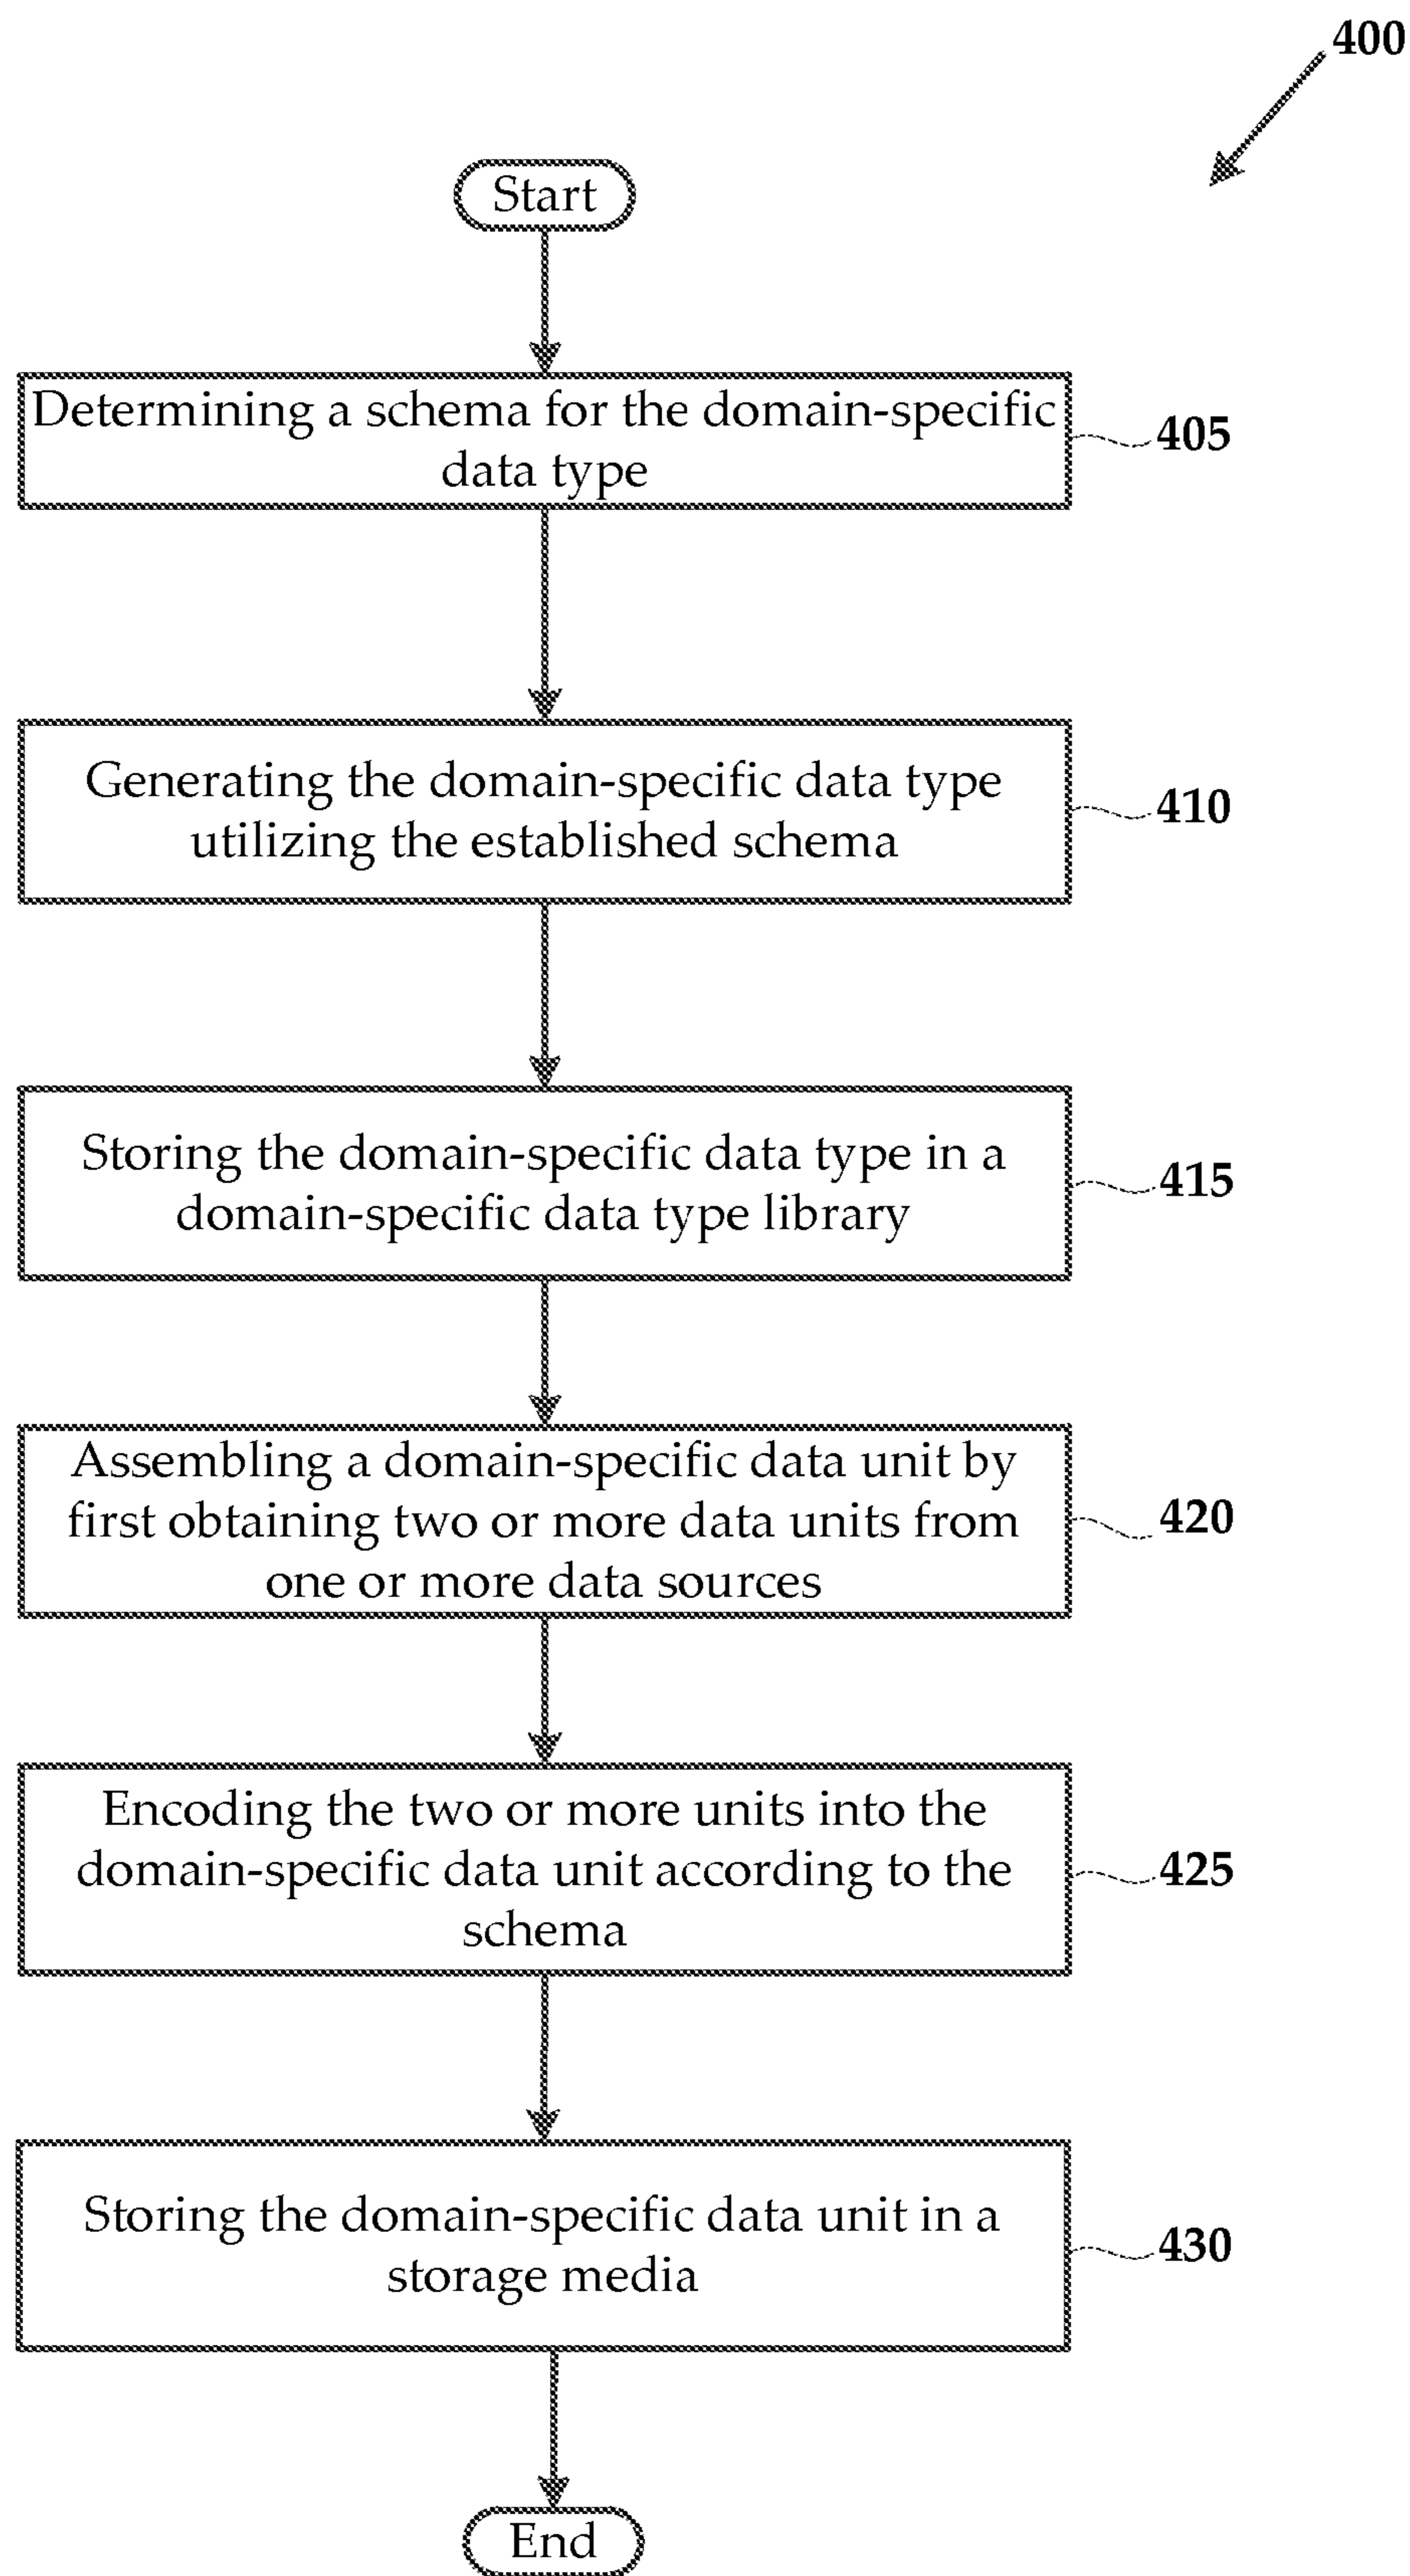 400
Start
Determining a schema for the domain-specific
data type
405
Generating the domain-specific data type
utilizing the established schema
410
Storing the domain-specific data type in a
domain-specific data type library
415
Assembling a domain-specific data unit by
first obtaining two or more data units from
one or more data sources
420
Encoding the two or more units into the
domain-specific data unit according to the
schema
425
Storing the domain-specific data unit in a
storage media
430
End